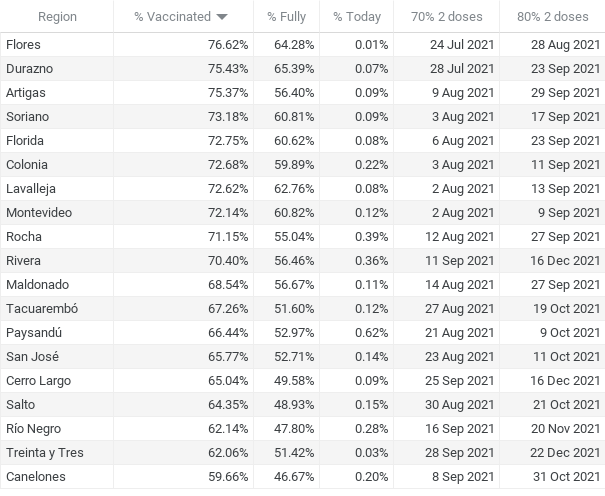 Region % Vaccinated % Fully % Today 70% 2 doses 80% 2 doses
Flores 76.62% 64.28% 0.01% 24 Jul 2021 28 Aug 2021
Durazno 75.43% 65.39% 0.07% 28 Jul 2021 23 Sep 2021
Artigas 75.37% 56.40% 0.09% 9 Aug 2021 29 Sep 2021
Soriano 73.18% 60.81% 0.09% 3 Aug 2021 17 Sep 2021
Florida 72.75% 60.62% 0.08% 6 Aug 2021 23 Sep 2021
Colonia 72.68% 59.89% 0.22% 3 Aug 2021 11 Sep 2021
Lavalleja 72.62% 62.76% 0.08% 2 Aug 2021 13 Sep 2021
Montevideo 72.14% 60.82% 0.12% 2 Aug 2021 9 Sep 2021
Rocha 71.15% 55.04% 0.39% 12 Aug 2021 27 Sep 2021
Rivera 70.40% 56.46% 0.36% 11 Sep 2021 16 Dec 2021
Maldonado 68.54% 56.67% 0.11% 14 Aug 2021 27 Sep 2021
Tacuarembó 67.26% 51.60% 0.12% 27 Aug 2021 19 Oct 2021
Paysandú 66.44% 52.97% 0.62% 21 Aug 2021 9 Oct 2021
San José 65.77% 52.71% 0.14% 23 Aug 2021 11 Oct 2021
Cerro Largo 65.04% 49.58% 0.09% 25 Sep 2021 16 Dec 2021
Salto 64.35% 48.93% 0.15% 30 Aug 2021 21 Oct 2021
Río Negro 62.14% 47.80% 0.28% 16 Sep 2021 20 Nov 2021
Treinta y Tres 62.06% 51.42% 0.03% 28 Sep 2021 22 Dec 2021
Canelones 59.66% 46.67% 0.20% 8 Sep 2021 31 Oct 2021